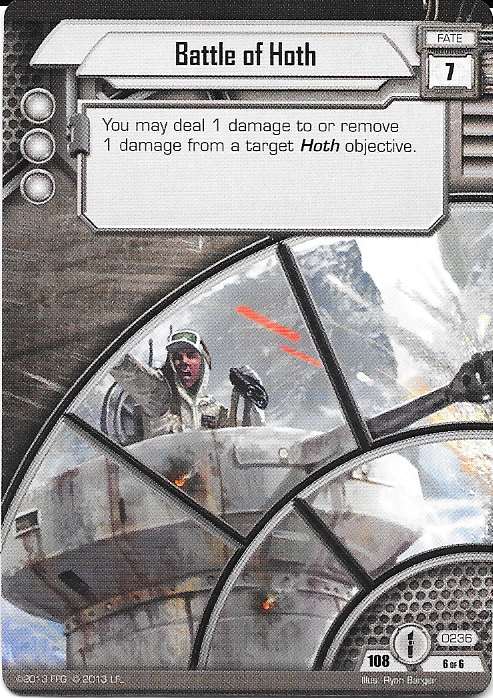 Battle of Hoth
FATE
7
You may deal 1 damage to or remove
1 damage from a target Hoth objective.
0236
108
6 OF 6
©2013 FFG © 2013 LFL
Illus. Ryan Barger